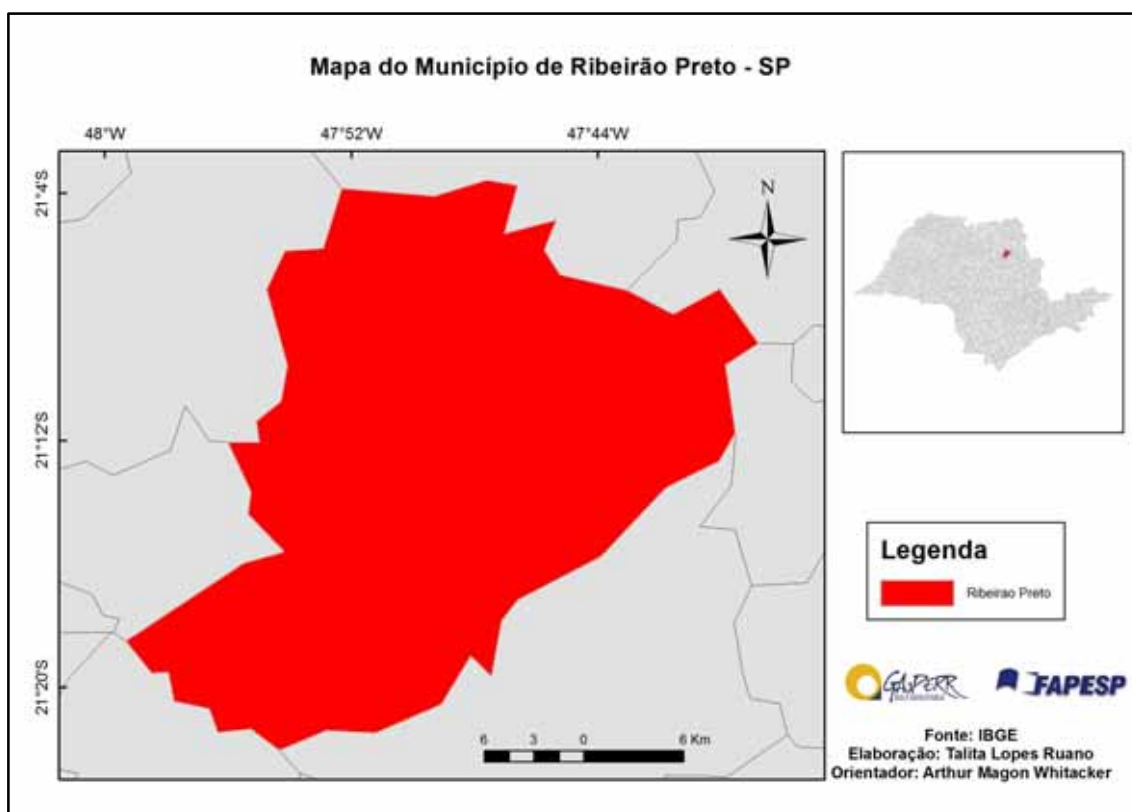 Mapa do Município de Ribeirão Preto - SP
48°W 47°52'W 47°44'W
21°4'S
N
21°12'S
21°20'S
6 3 0 6 Km
Legenda
Ribeirao Preto
GAsPERR
FAPESP
Fonte: IBGE
Elaboração: Talita Lopes Ruano
Orientador: Arthur Magon Whitacker